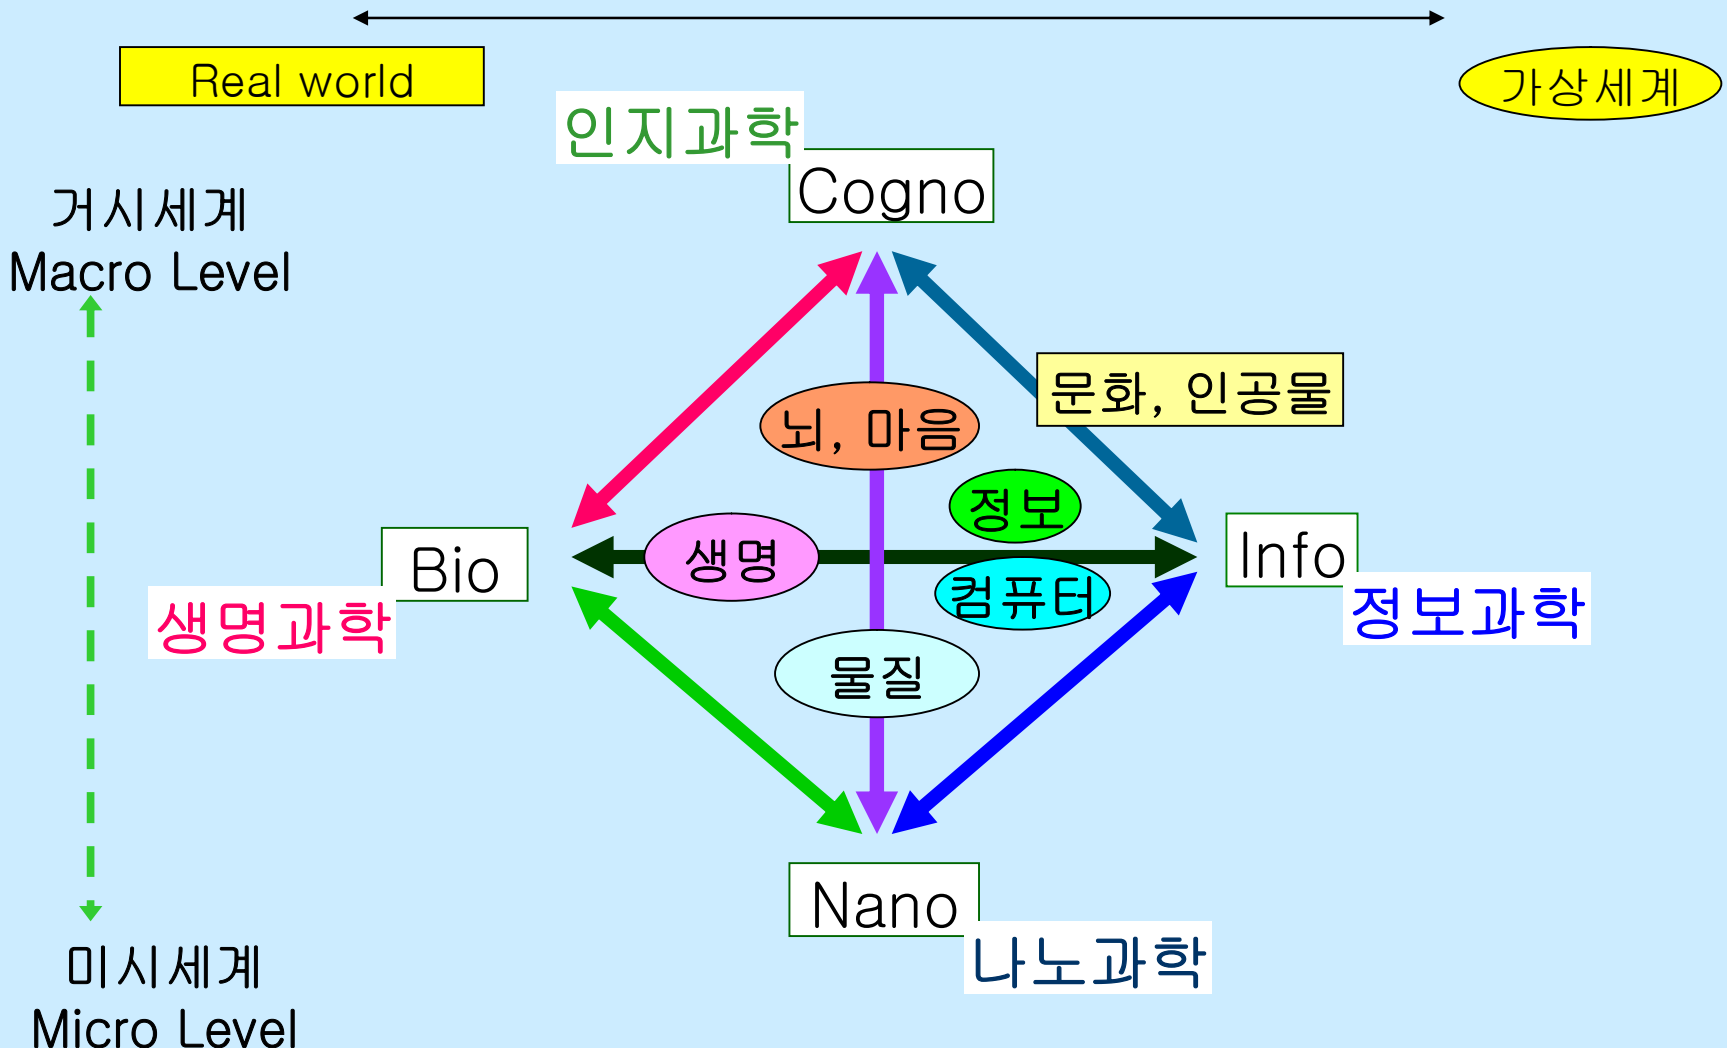 Real world
가상세계
인지과학
Cogno
거시세계
Macro Level
문화, 인공물
뇌, 마음
정보
생명
컴퓨터
Bio
Info
생명과학
정보과학
물질
Nano
나노과학
미시세계
Micro Level